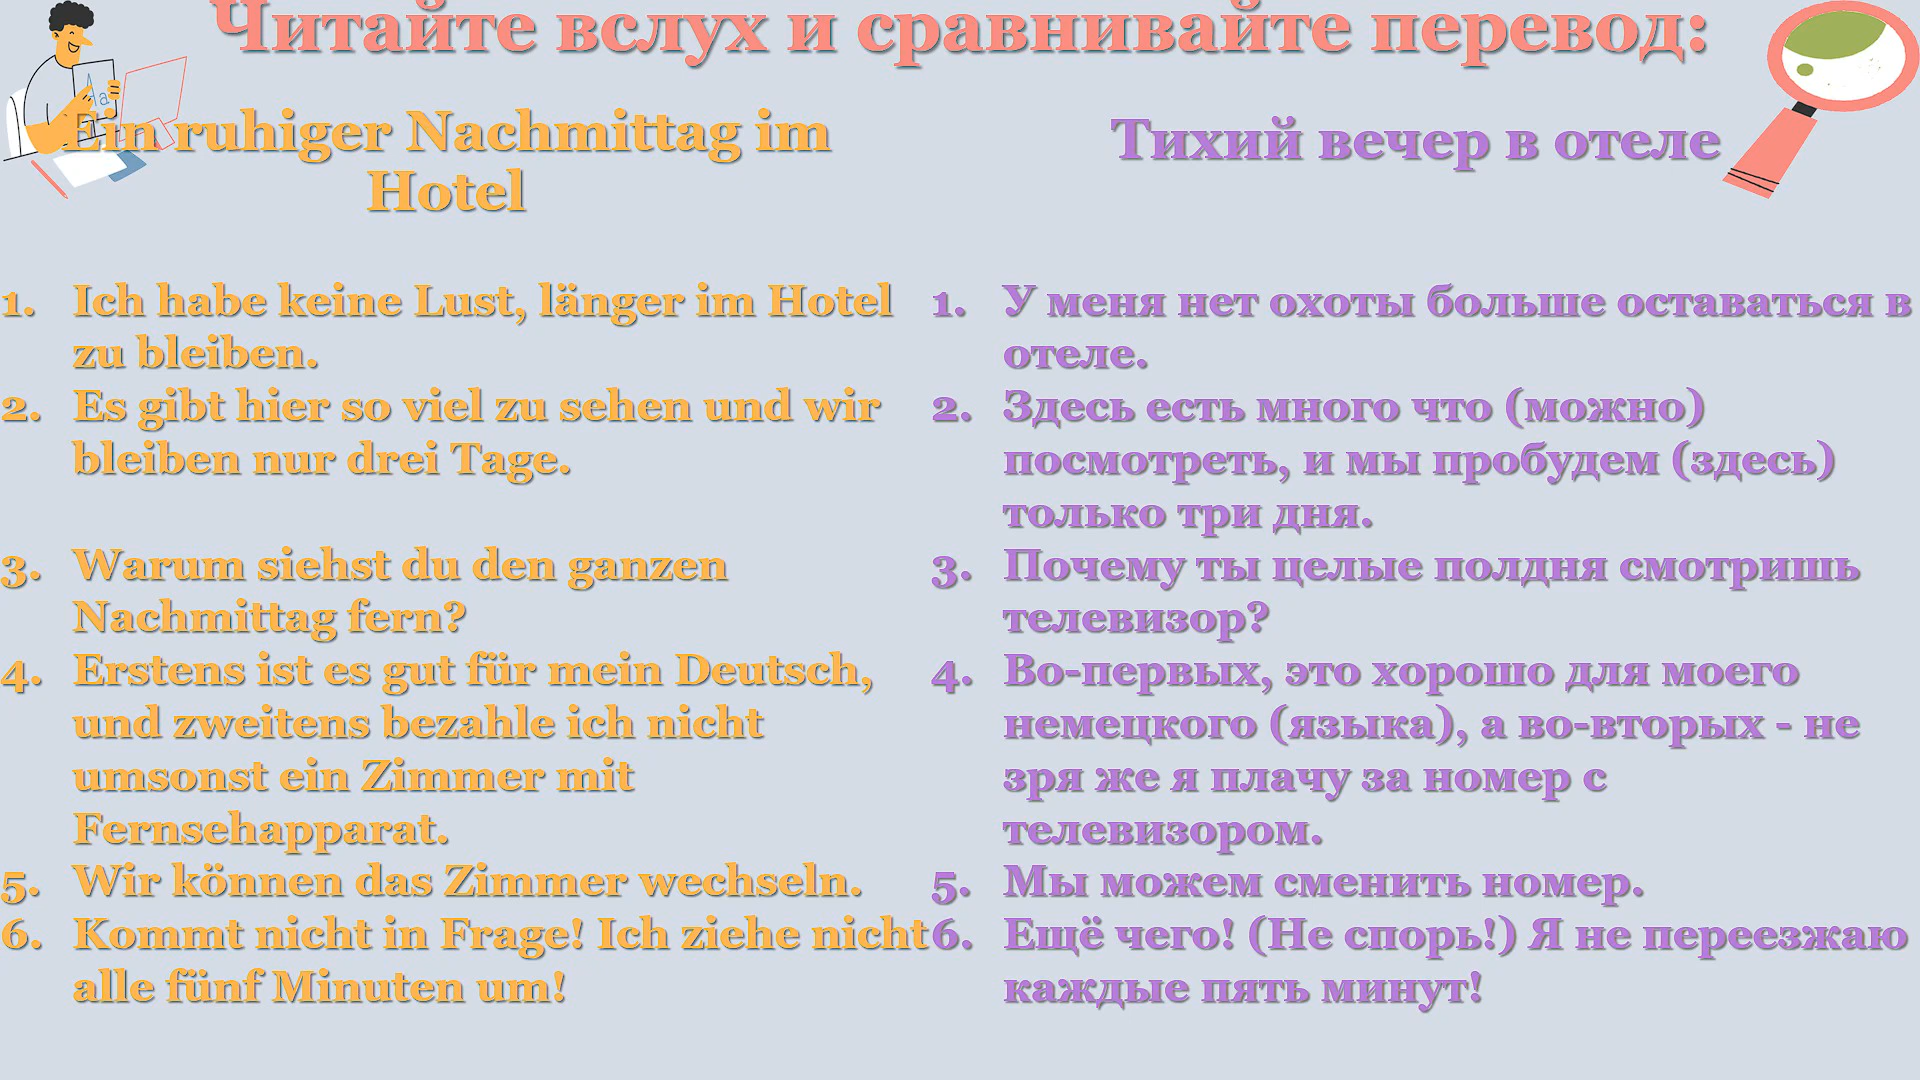 Читайте вслух и сравнивайте перевод:
Ein ruhiger Nachmittag im
Hotel
1. Ich habe keine Lust, länger im Hotel
zu bleiben.
2. Es gibt hier so viel zu sehen und wir
bleiben nur drei Tage.
3. Warum siehst du den ganzen
Nachmittag fern?
4. Erstens ist es gut für mein Deutsch,
und zweitens bezahle ich nicht
umsonst ein Zimmer mit
Fernsehapparat.
5. Wir können das Zimmer wechseln.
6. Kommt nicht in Frage! Ich ziehe nicht
alle fünf Minuten um!
Тихий вечер в отеле
1. У меня нет охоты больше оставаться в
отеле.
2. Здесь есть много что (можно)
посмотреть, и мы пробудем (здесь)
только три дня.
3. Почему ты целые полдня смотришь
телевизор?
4. Во-первых, это хорошо для моего
немецкого (языка), а во-вторых - не
зря же я плачу за номер с
телевизором.
5. Мы можем сменить номер.
6. Ещё чего! (Не спорь!) Я не переезжаю
каждые пять минут!